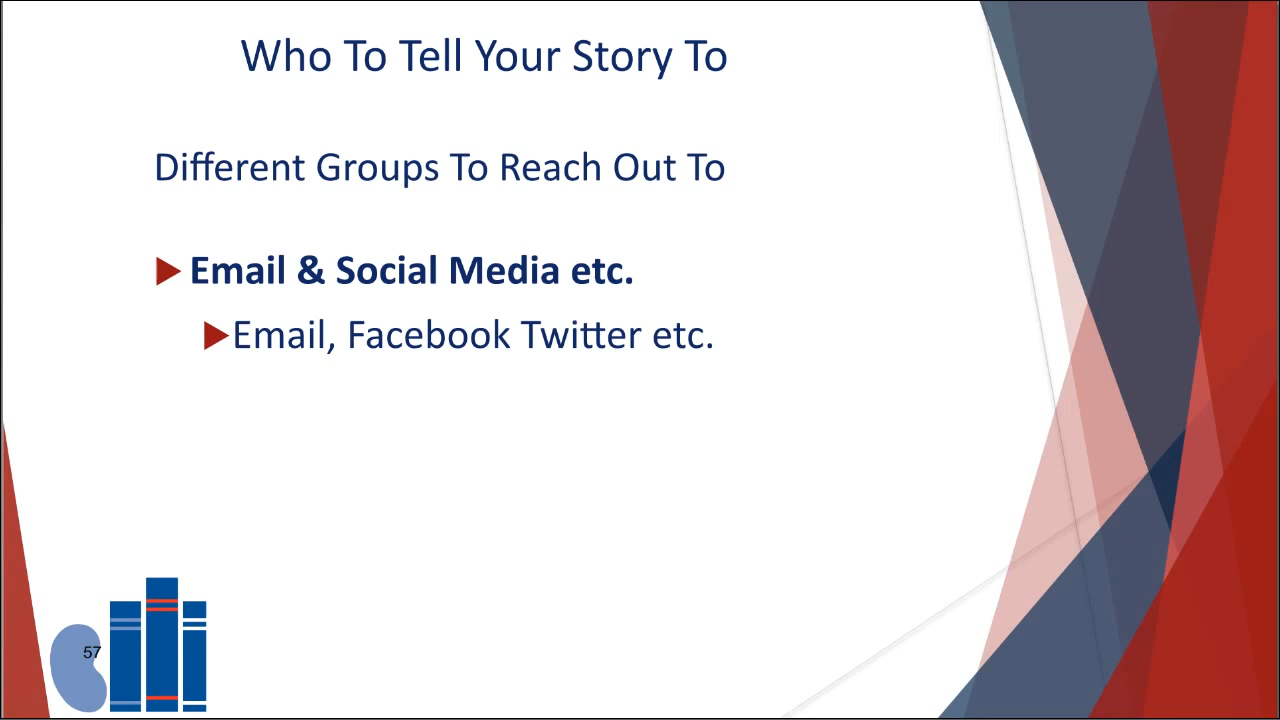 Who To Tell Your Story To
Different Groups To Reach Out To
Email & Social Media etc.
Email, Facebook Twitter etc.
57